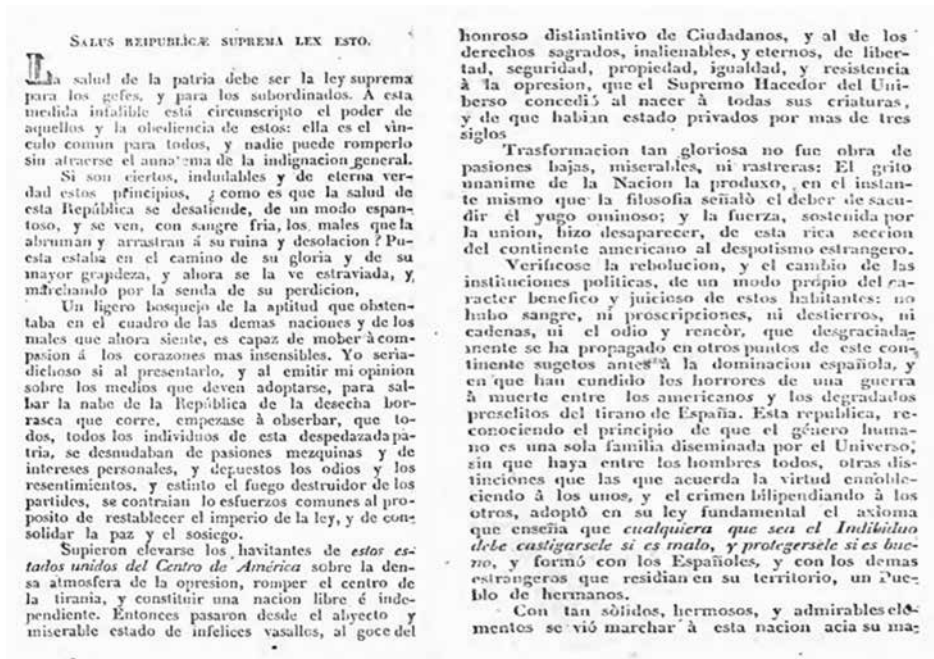 SALUS REIPUBLICÆ SUPREMA LEX ESTO.
La salud de la patria debe ser la ley suprema
para los gefes, y para los subordinados. A esta
medida infalible está circunscripto el poder de
aquellos y la obediencia de estos: ella es el vin-
culo comun para todos, y nadie puede romperlo
sin atraerse el anna'ema de la indignacion general.
Si son ciertos, indudables y de eterna ver-
dad estos principios, ¿ como es que la salud de
esta República se desatiende, de un modo espan-
toso, y se ven, con sangre fria, los males que la
abruman y arrastran á su ruina y desolacion ? Pu-
esta estaba en el camino de su gloria y de su
mayor grandeza, y ahora se la ve estraviada, y
marchando por la senda de su perdicion,
Un ligero bosquejo de la aptitud que obsten-
taba en el cuadro de las demas naciones y de los
males que ahora siente, es capaz de mober à com-
pasion á los corazones mas insensibles. Yo seria
dichoso si al presentarlo, y al emitir mi opinion
sobre los medios que deven adoptarse, para sal-
bar la nabe de la República de la desecha bor-
rasca que corre, empezase à obserbar, que to-
dos, todos los individuos de esta despedazada pà-
tria, se desnudaban de pasiones mezquinas y de
intereses personales, y depuestos los odios y los
resentimientos, y estinto el fuego destruidor de los
partidos, se contraian lo esfuerzos comunes al pro-
posito de restablecer el imperio de la ley, y de con-
solidar la paz y el sosiego.
Supieron elevarse los havitantes de estos es-
tados unidos del Centro de América sobre la den-
sa atmosfera de la opresion, romper el centro de
la tirania, y constituir una nacion libre é inde-
pendiente. Entonces pasaron desde el abyecto y
miserable estado de infelices vasallos, al goce del
honroso distintintivo de Ciudadanos, y al de los
derechos sagrados, inalienables, y eternos, de liber-
tad, seguridad, propiedad, igualdad, y resistencia
à la opresion, que el Supremo Hacedor del Uni-
berso concedió al nacer à todas sus criaturas,
y de que habian estado privados por mas de tres
siglos
Trasformacion tan gloriosa no fue obra de
pasiones bajas, miserables, ni rastreras: El grito
unanime de la Nacion la produxo, en el instan-
te mismo que la filosofia señalò el deber de sacu-
dir el yugo ominoso; y la fuerza, sostenida por
la union, hizo desaparecer, de esta rica seccion
del continente americano al despotismo estrangero.
Verificose la rebolucion, y el cambio de las
instituciones politicas, de un modo própio del ca-
racter benefico y juicioso de estos habitantes: no
hubo sangre, ni proscripciones, ni destierros, ni
cadenas, ni el odio y rencòr, que desgraciada-
mente se ha propagado en otros puntos de este con-
tinente sugetos antes à la dominacion española, y
en que han cundido los horrores de una guerra
à muerte entre los americanos y los degradados
proselitos del tirano de España. Esta republica, re-
conociendo el principio de que el género huma-
no es una sola familia diseminada por el Universo,
sin que haya entre los hombres todos, otras dis-
tinciones que las que acuerda la virtud ennoble-
ciendo â los unos, y el crimen bilipendiando à los
otros, adoptò en su ley fundamental el axioma
que enseña que cualquiera que sea el Indibiduo
debe castigarsele si es malo, y protegersele si es bue-
no, y formó con los Españoles, y con los demas
estrangeros que residian en su territorio, un Pue-
blo de hermanos.
Con tan sòlidos, hermosos, y admirables ele-
mentos se vió marchar à esta nacion acia su ma-